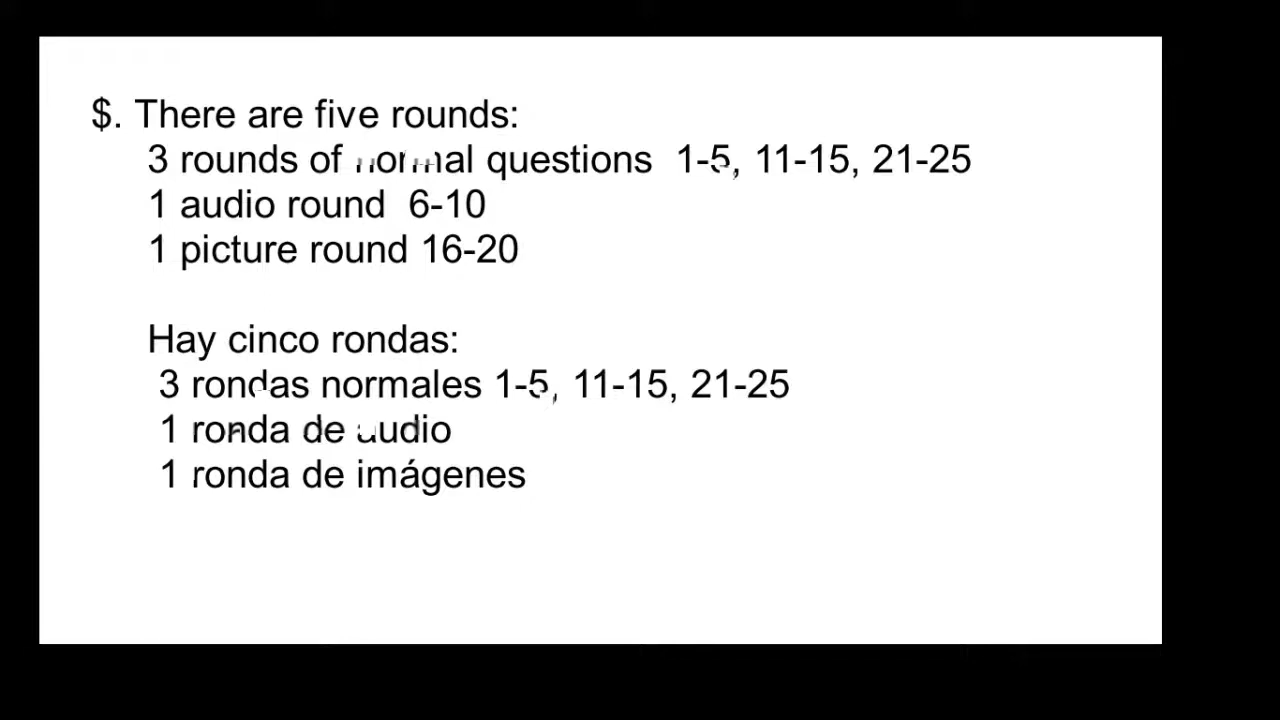 $. There are five rounds:
3 rounds of normal questions 1-5, 11-15, 21-25
1 audio round 6-10
1 picture round 16-20
Hay cinco rondas:
3 rondas normales 1-5, 11-15, 21-25
1 ronda de audio
1 ronda de imágenes